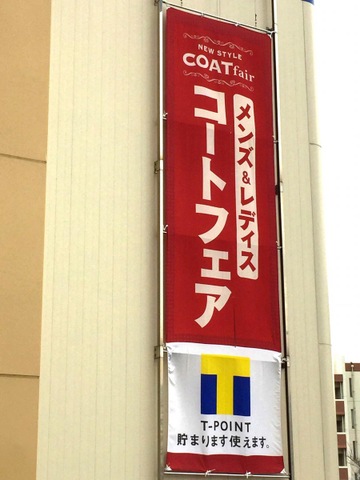 NEW STYLE
COAT fair
メンズ&レディス
コートフェア
T-POINT
貯まります使えます。